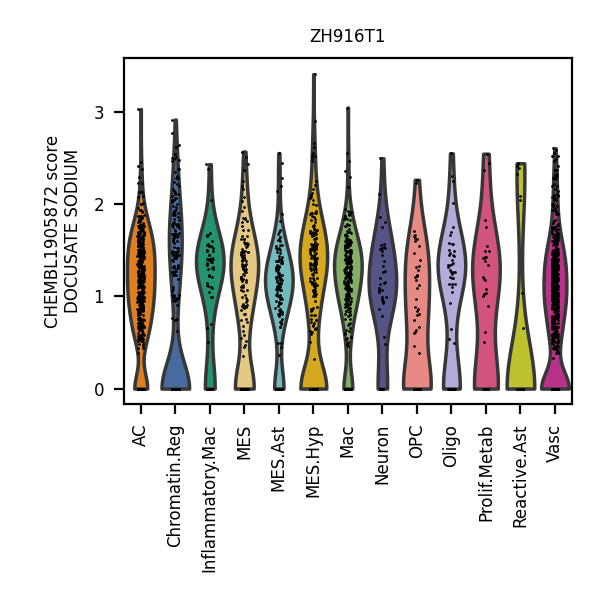 ZH916T1
CHEMBL1905872 score
DOCUSATE SODIUM
3
2
1
0
AC
Chromatin.Reg
Inflammatory.Mac
MES
MES.Ast
MES.Hyp
Mac
Neuron
OPC
Oligo
Prolif.Metab
Reactive.Ast
Vasc